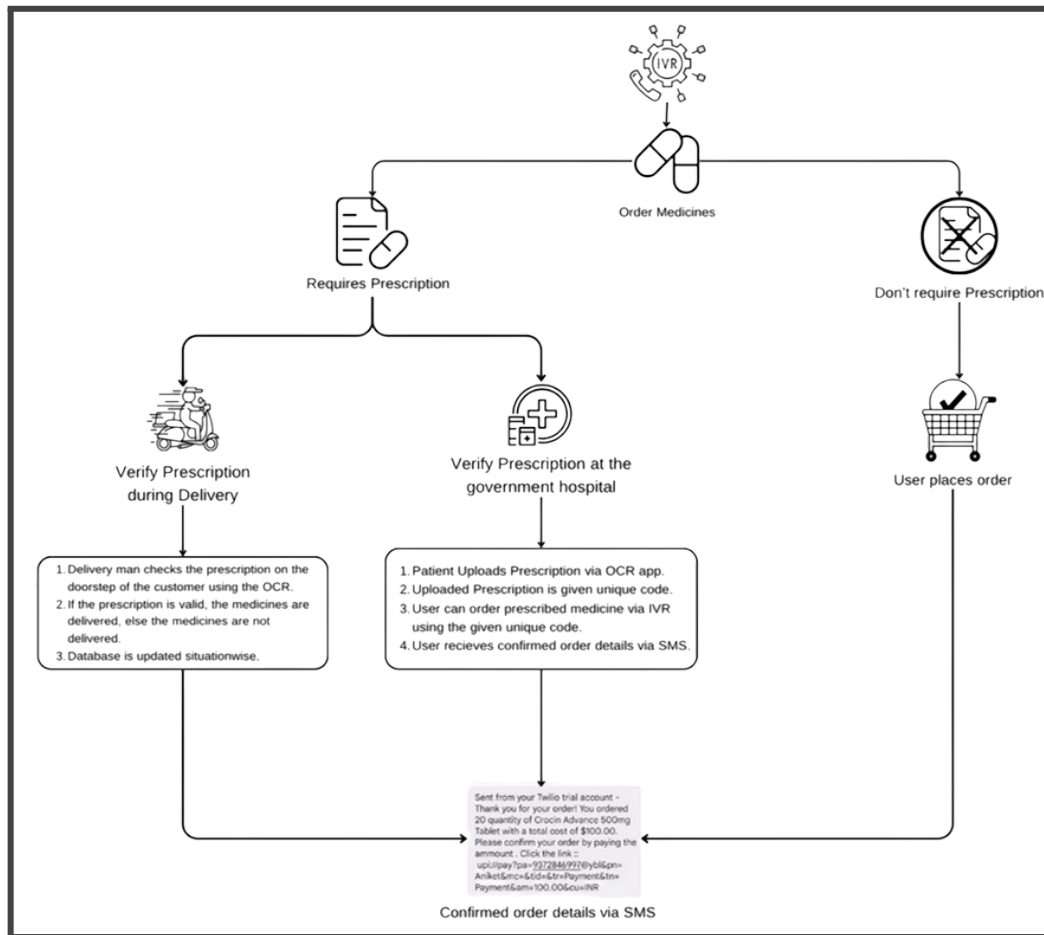 IVR
Order Medicines
Requires Prescription
Don't require Prescription
Verify Prescription
during Delivery
Verify Prescription at the
government hospital
User places order
1. Delivery man checks the prescription on the
doorstep of the customer using the OCR.
2. If the prescription is valid, the medicines are
delivered, else the medicines are not
delivered.
3. Database is updated situationwise.
1. Patient Uploads Prescription via OCR app.
2. Uploaded Prescription is given unique code.
3. User can order prescribed medicine via IVR
using the given unique code.
4. User recieves confirmed order details via SMS.
Sent from your Twilio trial account -
Thank you for your order! You ordered
20 quantity of Crocin Advance 500mg
Tablet with a total cost of $100.00.
Please confirm your order by paying the
ammount . Click the link ::
upi://pay?pa=9372846997@ybl&pn=
Aniket&mc=&tid=&tr=Payment&tn=
Payment&am=100.00&cu=INR
Confirmed order details via SMS